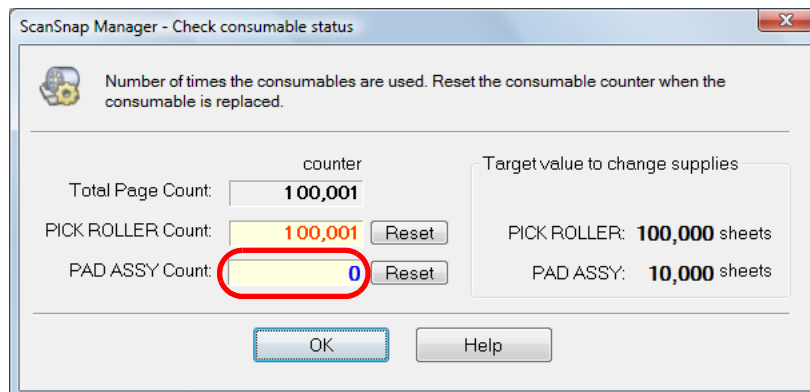 ScanSnap Manager - Check consumable status
Number of times the consumables are used. Reset the consumable counter when the
consumable is replaced.
counter
Target value to change supplies
Total Page Count: 100,001
PICK ROLLER Count: 100,001 Reset
PICK ROLLER: 100,000 sheets
PAD ASSY Count: 0 Reset
PAD ASSY: 10,000 sheets
OK
Help